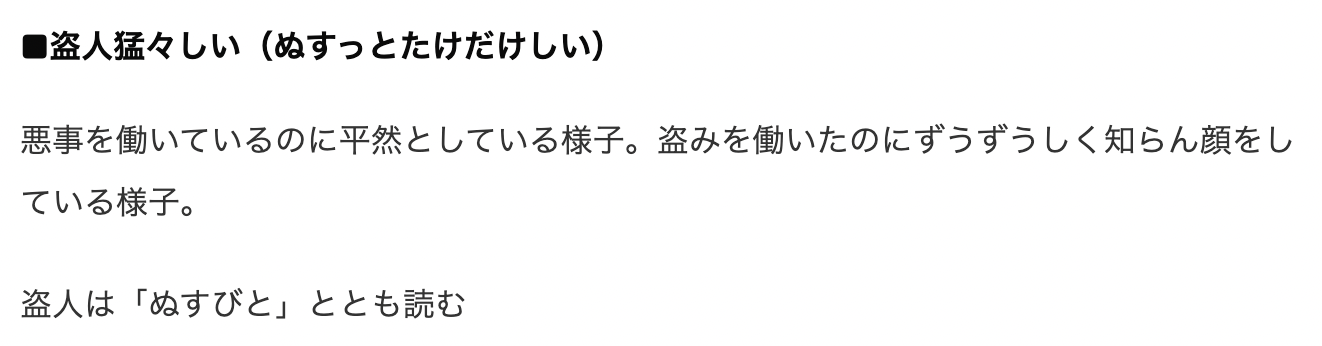 ■盗人猛々しい（ぬすっとたけだけしい）
悪事を働いているのに平然としている様子。盗みを働いたのにずうずうしく知らん顔をし
ている様子。
盗人は「ぬすびと」ととも読む